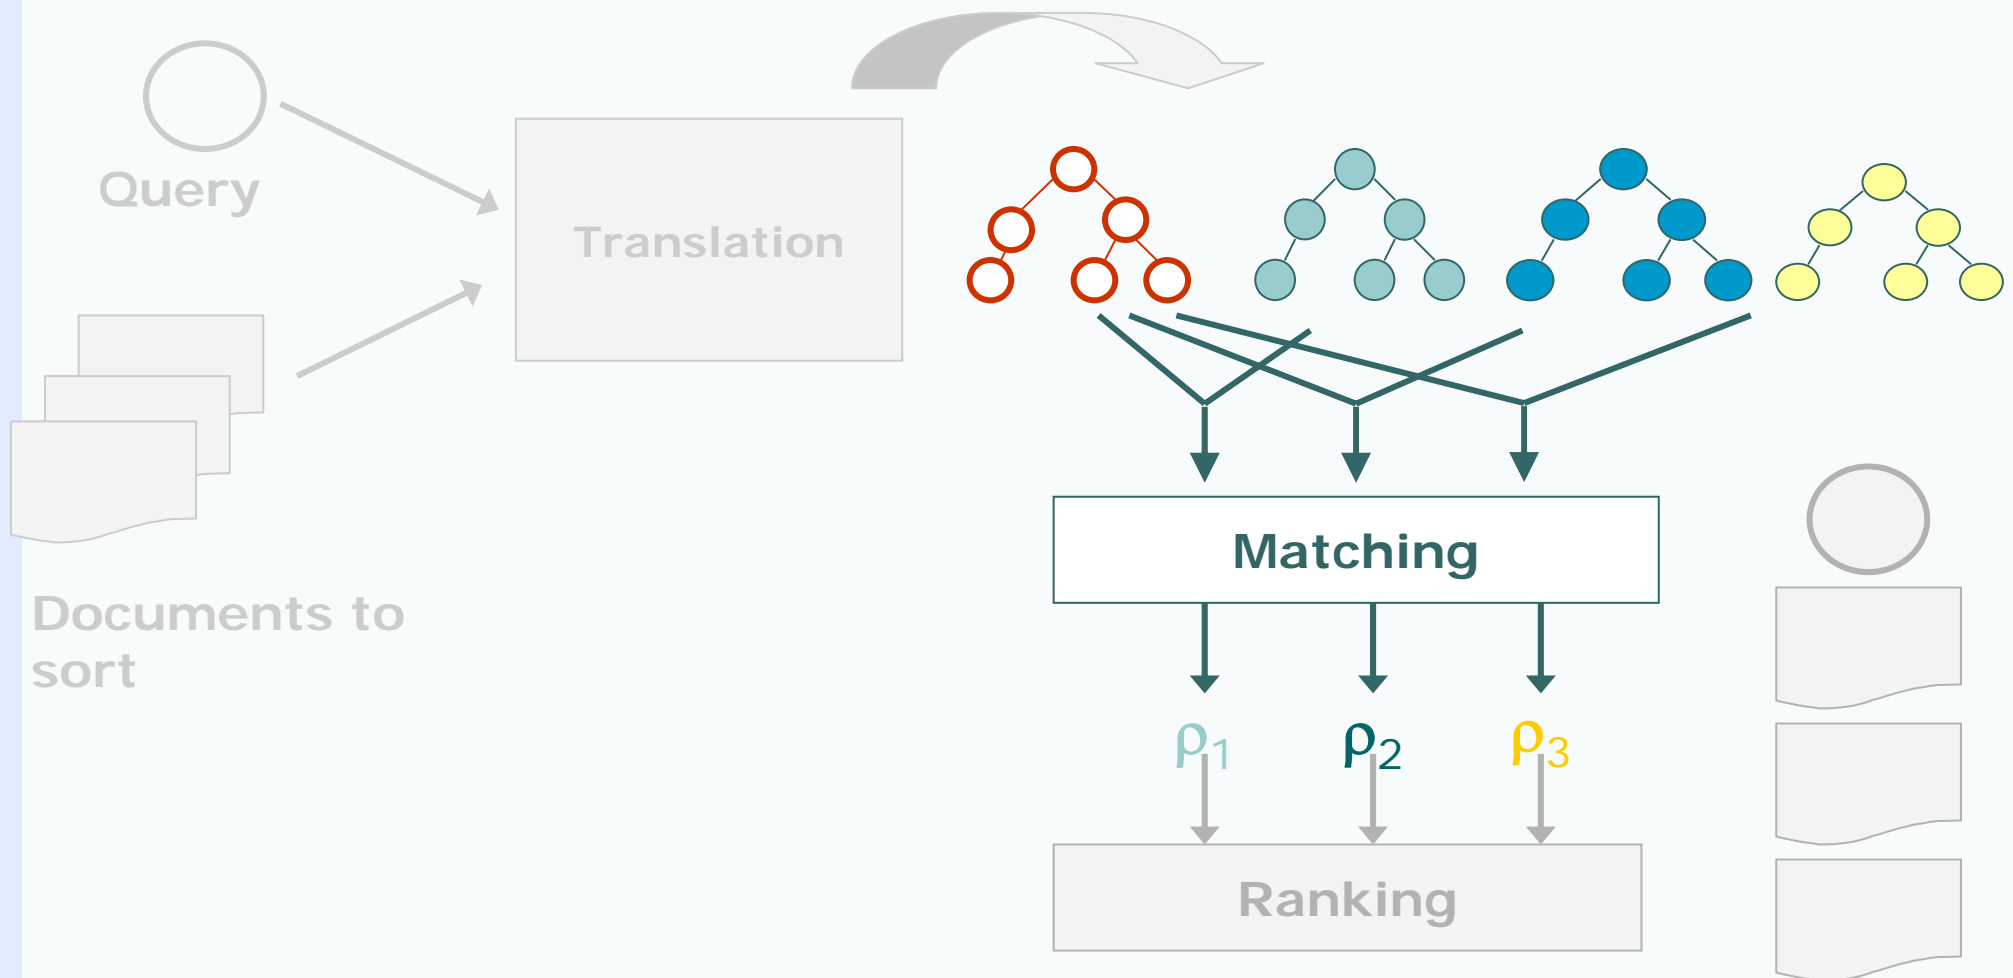 Query
Translation
Documents to
sort
Matching
ρ1 ρ2 ρ3
Ranking